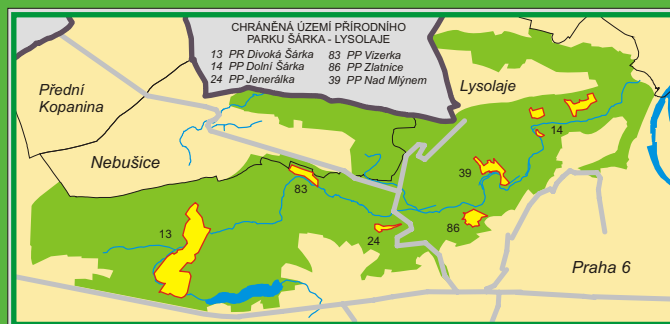 CHRÁNĚNÁ ÚZEMÍ PŘÍRODNÍHO
PARKU ŠÁRKA - LYSOLAJE
13 PR Divoká Šárka 83 PP Vizerka
14 PP Dolní Šárka 86 PP Zlatnice
24 PP Jenerálka 39 PP Nad Mlýnem
Přední
Kopanina
Lysolaje
Nebušice
14
39
83
13
24
86
Praha 6